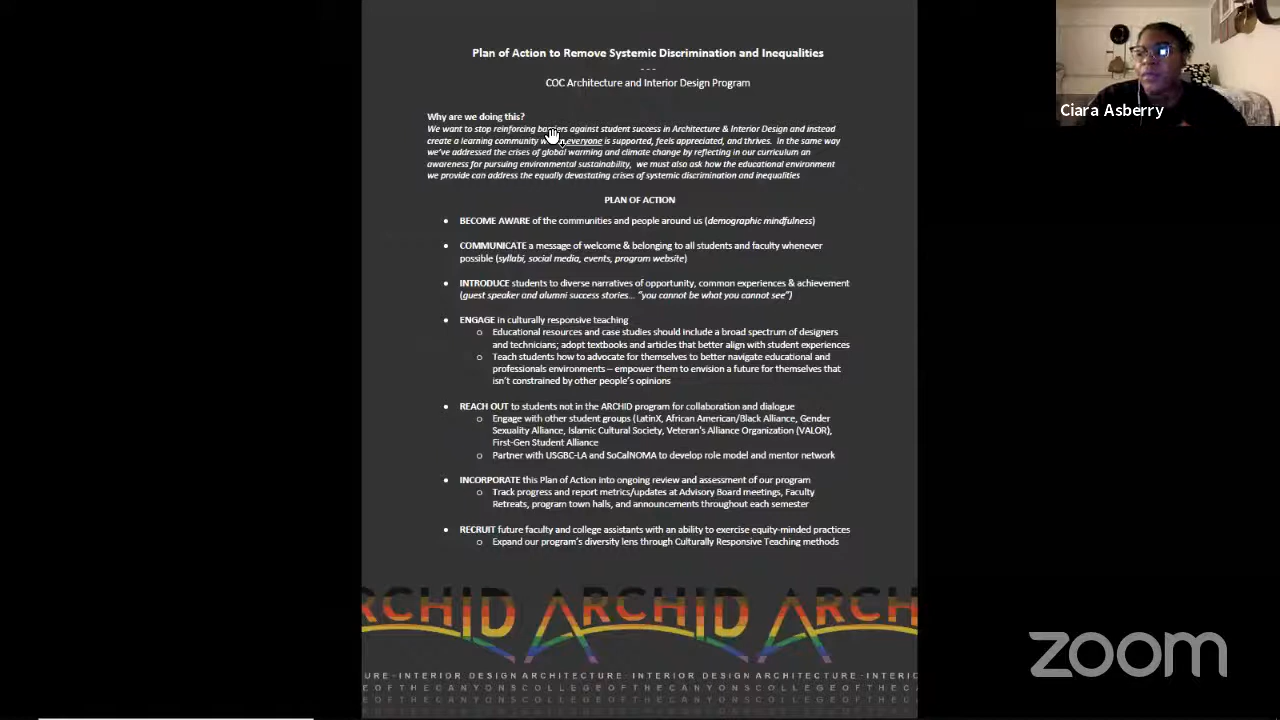 Plan of Action to Remove Systemic Discrimination and Inequalities
- - -
COC Architecture and Interior Design Program
Why are we doing this?
We want to stop reinforcing barriers against student success in Architecture & Interior Design and instead
create a learning community everyone is supported, feels appreciated, and thrives. In the same way
we've addressed the crises of global warming and climate change by reflecting in our curriculum an
awareness for pursuing environmental sustainability, we must also ask how the educational environment
we provide can address the equally devastating crises of systemic discrimination and inequalities
PLAN OF ACTION
• BECOME AWARE of the communities and people around us (demographic mindfulness)
• COMMUNICATE a message of welcome & belonging to all students and faculty whenever
possible (syllabi, social media, events, program website)
• INTRODUCE students to diverse narratives of opportunity, common experiences & achievement
(guest speaker and alumni success stories... "you cannot be what you cannot see")
• ENGAGE in culturally responsive teaching
o Educational resources and case studies should include a broad spectrum of designers
and technicians; adopt textbooks and articles that better align with student experiences
o Teach students how to advocate for themselves to better navigate educational and
professionals environments – empower them to envision a future for themselves that
isn't constrained by other people's opinions
• REACH OUT to students not in the ARCHID program for collaboration and dialogue
o Engage with other student groups (LatinX, African American/Black Alliance, Gender
Sexuality Alliance, Islamic Cultural Society, Veteran's Alliance Organization (VALOR),
First-Gen Student Alliance
o Partner with USGBC-LA and SoCalNOMA to develop role model and mentor network
• INCORPORATE this Plan of Action into ongoing review and assessment of our program
o Track progress and report metrics/updates at Advisory Board meetings, Faculty
Retreats, program town halls, and announcements throughout each semester
• RECRUIT future faculty and college assistants with an ability to exercise equity-minded practices
o Expand our program's diversity lens through Culturally Responsive Teaching methods
RCHID ARCHID ARCH
URE-INTERIOR DESIGN ARCHITECTURE-INTERIOR DESIGN ARCHITECTURE-INTERIO
EOFTHECANYONSCOLLEGEOFTHECANYONSCOLLEGEOFTHEC
EOFTHECANYONSCOLLEGEOFTHECANYONSCOLLEGEOFTHEC
Ciara Asberry
zoom